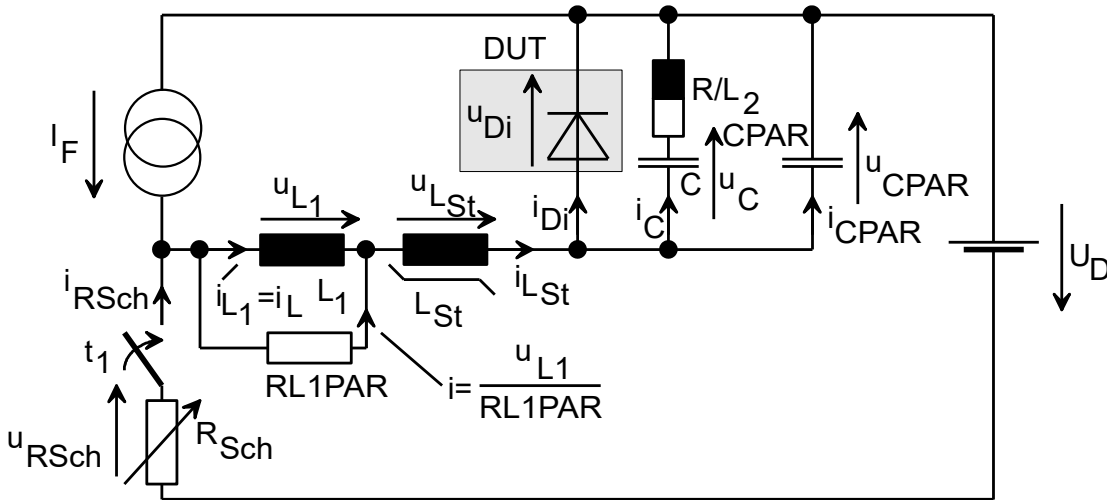 DUT
u_Di
R/L_2
CPAR
I_F
C
u_C
u_CPAR
u_L1
u_LSt
i_Di
i_C
i_CPAR
U_D
i_RSch
i_L1=i_L
L_1
L_St
i_LSt
t_1
RL1PAR
i= u_L1
RL1PAR
R_Sch
u_RSch